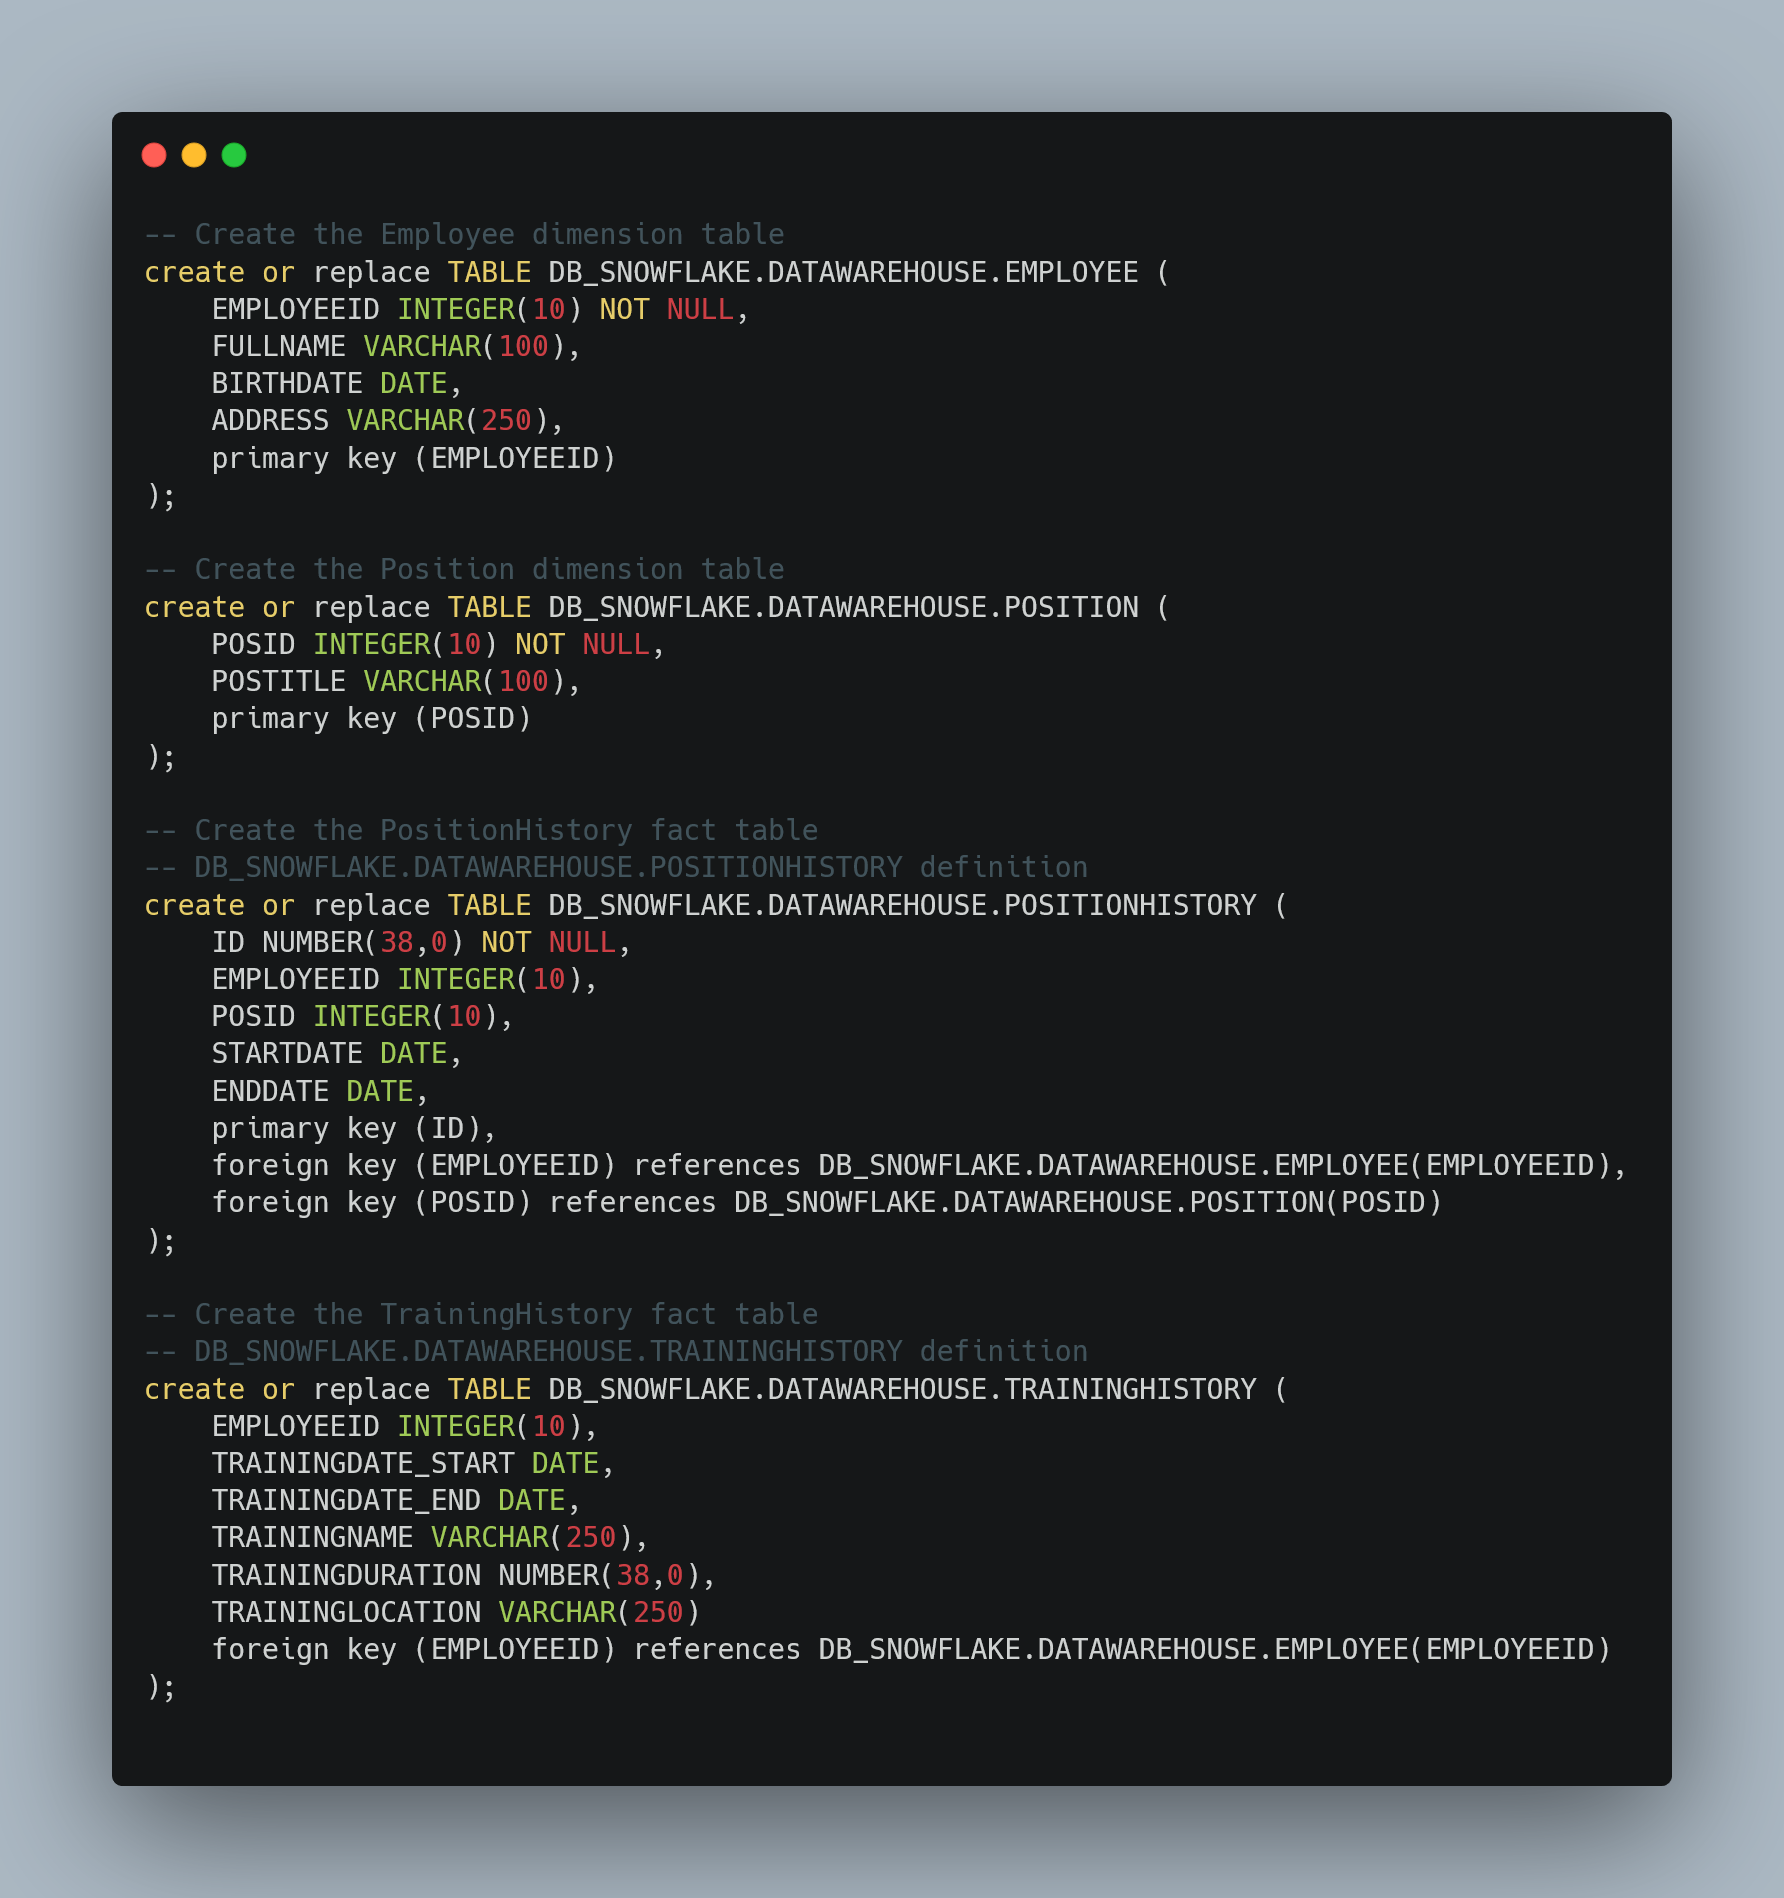 -- Create the Employee dimension table
create or replace TABLE DB_SNOWFLAKE.DATAWAREHOUSE.EMPLOYEE (
    EMPLOYEEID INTEGER(10) NOT NULL,
    FULLNAME VARCHAR(100),
    BIRTHDATE DATE,
    ADDRESS VARCHAR(250),
    primary key (EMPLOYEEID)
);

-- Create the Position dimension table
create or replace TABLE DB_SNOWFLAKE.DATAWAREHOUSE.POSITION (
    POSID INTEGER(10) NOT NULL,
    POSTITLE VARCHAR(100),
    primary key (POSID)
);

-- Create the PositionHistory fact table
-- DB_SNOWFLAKE.DATAWAREHOUSE.POSITIONHISTORY definition
create or replace TABLE DB_SNOWFLAKE.DATAWAREHOUSE.POSITIONHISTORY (
    ID NUMBER(38,0) NOT NULL,
    EMPLOYEEID INTEGER(10),
    POSID INTEGER(10),
    STARTDATE DATE,
    ENDDATE DATE,
    primary key (ID),
    foreign key (EMPLOYEEID) references DB_SNOWFLAKE.DATAWAREHOUSE.EMPLOYEE(EMPLOYEEID),
    foreign key (POSID) references DB_SNOWFLAKE.DATAWAREHOUSE.POSITION(POSID)
);

-- Create the TrainingHistory fact table
-- DB_SNOWFLAKE.DATAWAREHOUSE.TRAININGHISTORY definition
create or replace TABLE DB_SNOWFLAKE.DATAWAREHOUSE.TRAININGHISTORY (
    EMPLOYEEID INTEGER(10),
    TRAININGDATE_START DATE,
    TRAININGDATE_END DATE,
    TRAININGNAME VARCHAR(250),
    TRAININGDURATION NUMBER(38,0),
    TRAININGLOCATION VARCHAR(250)
    foreign key (EMPLOYEEID) references DB_SNOWFLAKE.DATAWAREHOUSE.EMPLOYEE(EMPLOYEEID)
);